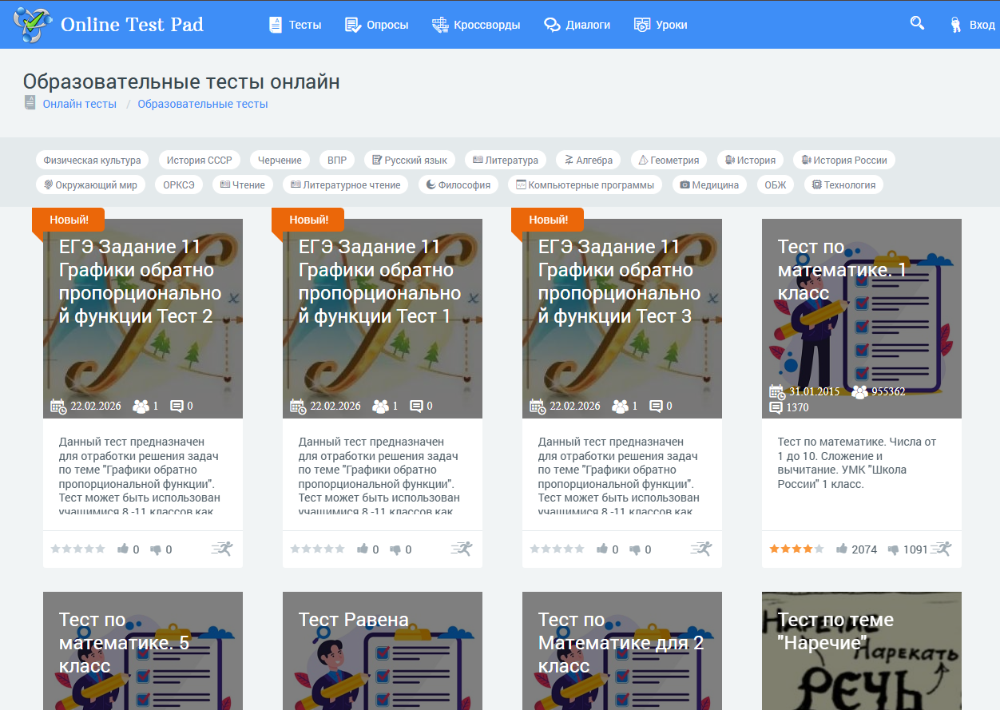 Online Test Pad
Тесты
Опросы
Кроссворды
Диалоги
Уроки
Вход
Образовательные тесты онлайн
Онлайн тесты / Образовательные тесты
Физическая культура
История СССР
Черчение
ВПР
Русский язык
Литература
Алгебра
Геометрия
История
История России
Окружающий мир
ОРКСЭ
Чтение
Литературное чтение
Философия
Компьютерные программы
Медицина
ОБЖ
Технология
Новый!
ЕГЭ Задание 11
Графики обратно
пропорционально
й функции Тест 2
22.02.2026 1 0
Данный тест предназначен
для отработки решения задач
по теме "Графики обратно
пропорциональной функции".
Тест может быть использован
учащимися 8 -11 классов как
0 0
Новый!
ЕГЭ Задание 11
Графики обратно
пропорционально
й функции Тест 1
22.02.2026 1 0
Данный тест предназначен
для отработки решения задач
по теме "Графики обратно
пропорциональной функции".
Тест может быть использован
учащимися 8 -11 классов как
0 0
Новый!
ЕГЭ Задание 11
Графики обратно
пропорционально
й функции Тест 3
22.02.2026 1 0
Данный тест предназначен
для отработки решения задач
по теме "Графики обратно
пропорциональной функции".
Тест может быть использован
учащимися 8 -11 классов как
0 0
Тест по
математике. 1
класс
31.01.2015 955362
1370
Тест по математике. Числа от
1 до 10. Сложение и
вычитание. УМК "Школа
России" 1 класс.
2074 1091
Тест по
математике. 5
класс
Тест Равена
Тест по
Математике для 2
класс
Тест по теме
"Наречие"
Наречие
Нарекать
РЕЧЬ